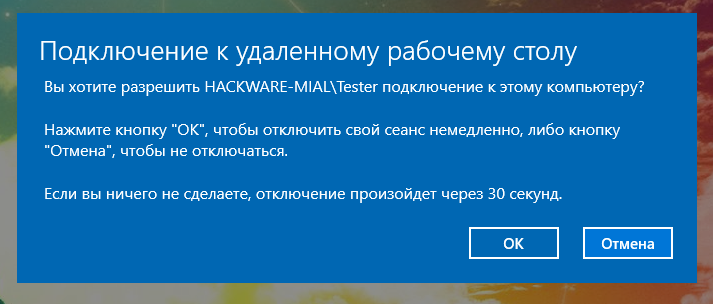 Подключение к удаленному рабочему столу
Вы хотите разрешить HACKWARE-MIAL\Tester подключение к этому компьютеру?
Нажмите кнопку "ОК", чтобы отключить свой сеанс немедленно, либо кнопку
"Отмена", чтобы не отключаться.
Если вы ничего не сделаете, отключение произойдет через 30 секунд.
ОК
Отмена